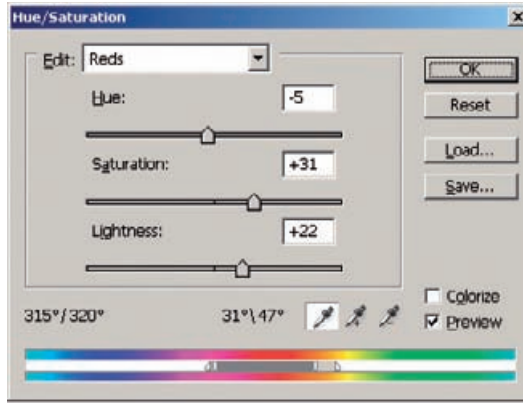 Hue/Saturation
Edit: Reds
OK
Hue: -5
Reset
Load...
Saturation: +31
Save...
Lightness: +22
Colorize
315°/320° 31°\47°
Preview